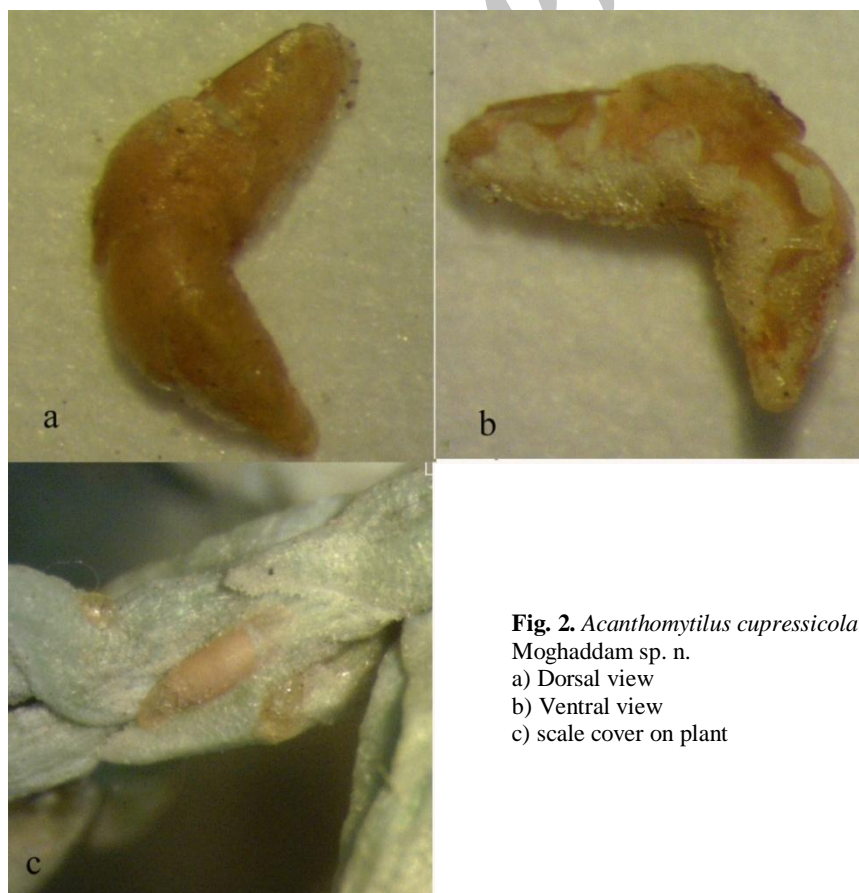 a
b
c
Fig. 2. Acanthomytilus cupressicola
Moghaddam sp. n.
a) Dorsal view
b) Ventral view
c) scale cover on plant